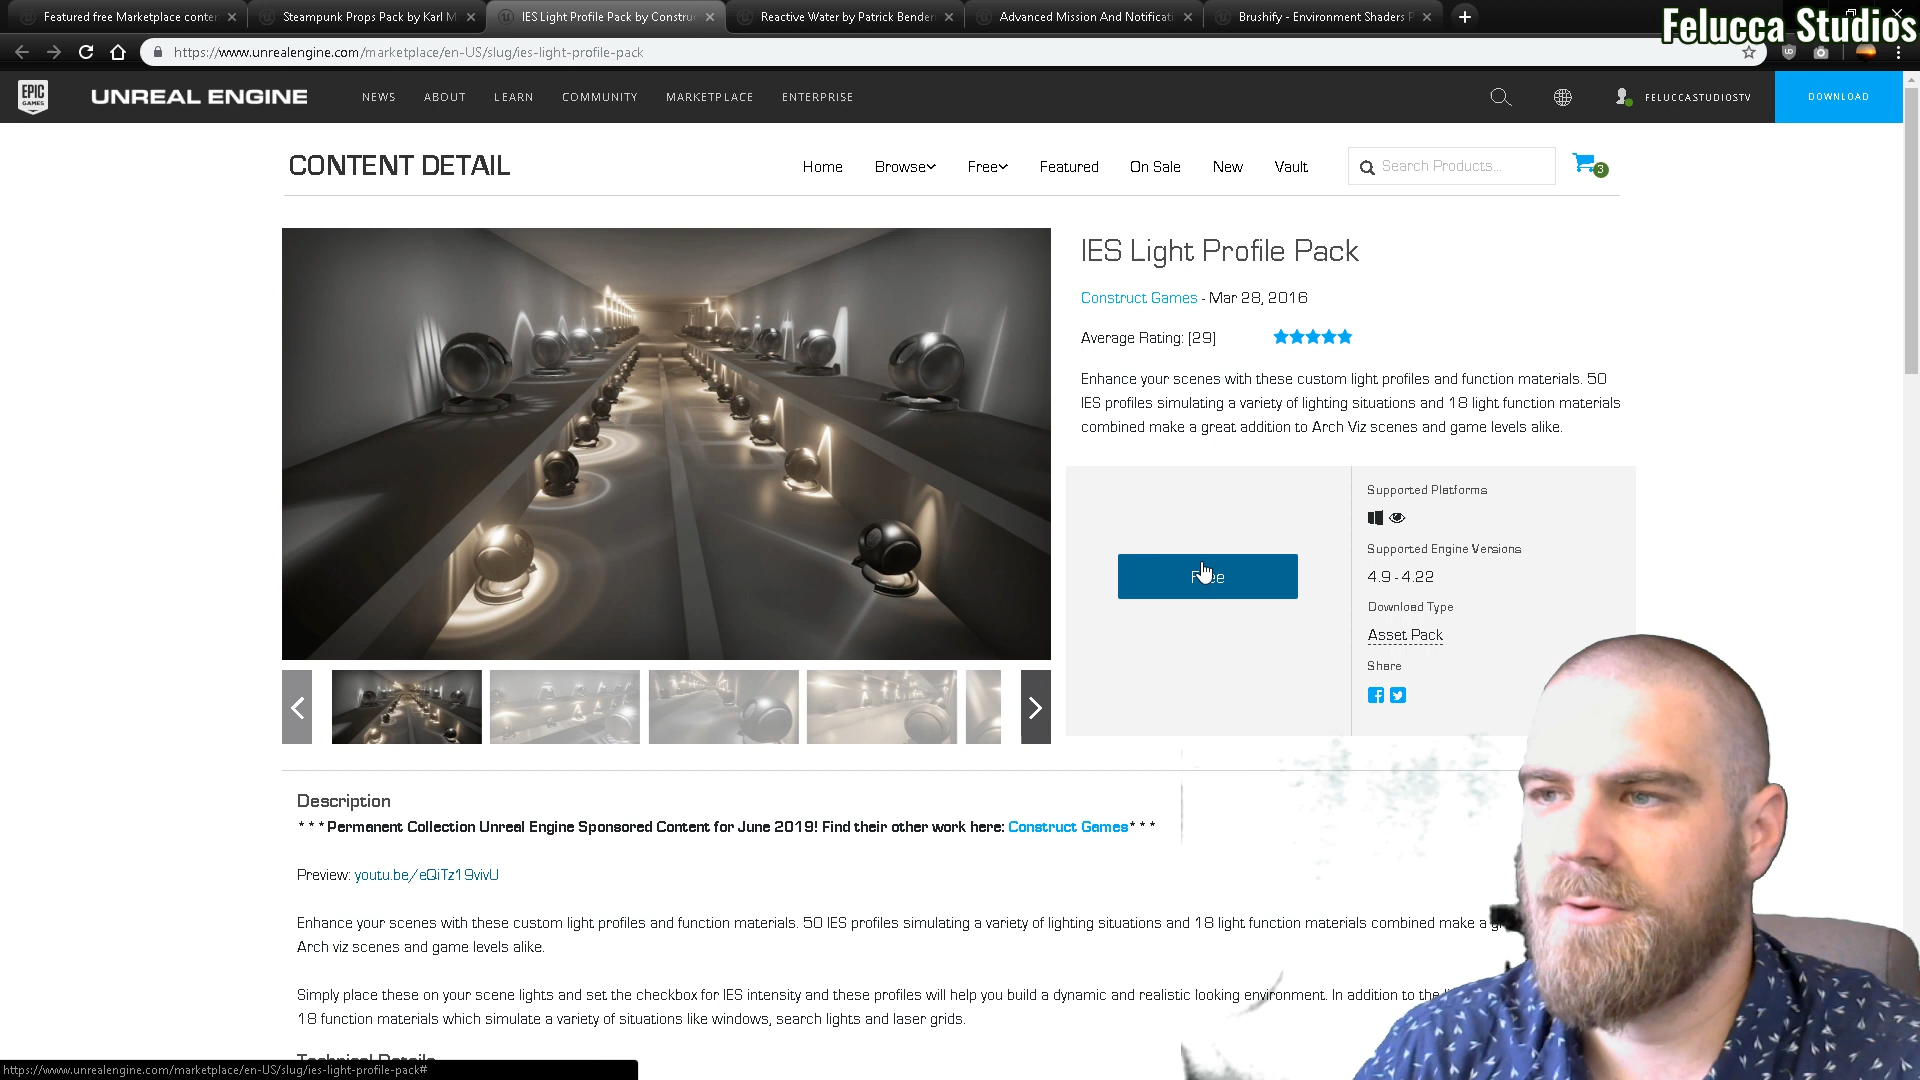 Featured free Marketplace conten
Steampunk Props Pack by Karl M
IES Light Profile Pack by Construc
Reactive Water by Patrick Bender
Advanced Mission And Notificati
Brushify - Environment Shaders P
Felucca Studios
https://www.unrealengine.com/marketplace/en-US/slug/ies-light-profile-pack
EPIC GAMES
UNREAL ENGINE
NEWS ABOUT LEARN COMMUNITY MARKETPLACE ENTERPRISE
FELUCCASTUDIOSTV
DOWNLOAD
CONTENT DETAIL
Home Browse Free Featured On Sale New Vault
Search Products...
3
IES Light Profile Pack
Construct Games - Mar 28, 2016
Average Rating: (29)
Enhance your scenes with these custom light profiles and function materials. 50
IES profiles simulating a variety of lighting situations and 18 light function materials
combined make a great addition to Arch Viz scenes and game levels alike.
Free
Supported Platforms
Supported Engine Versions
4.9 - 4.22
Download Type
Asset Pack
Share
Description
***Permanent Collection Unreal Engine Sponsored Content for June 2019! Find their other work here: Construct Games***
Preview: youtu.be/eQiTz19vivU
Enhance your scenes with these custom light profiles and function materials. 50 IES profiles simulating a variety of lighting situations and 18 light function materials combined make a
Arch viz scenes and game levels alike.
Simply place these on your scene lights and set the checkbox for IES intensity and these profiles will help you build a dynamic and realistic looking environment. In addition to the
18 function materials which simulate a variety of situations like windows, search lights and laser grids.
Technical Details
https://www.unrealengine.com/marketplace/en-US/slug/ies-light-profile-pack#